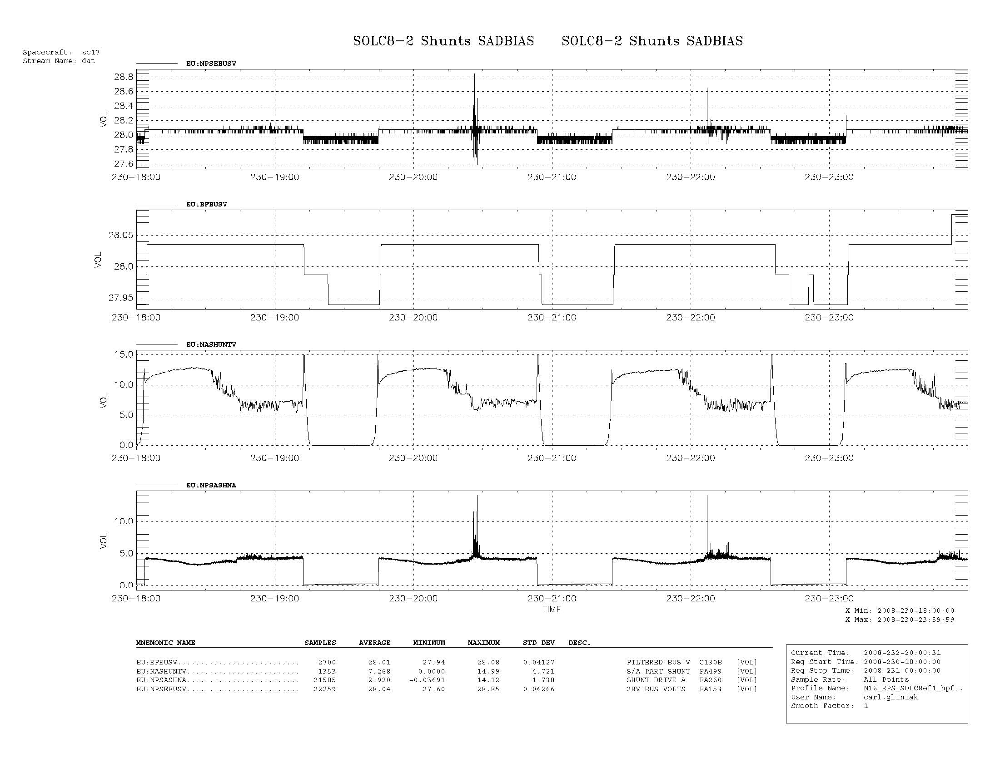 SOLC8-2 Shunts SADBIAS SOLC8-2 Shunts SADBIAS
Spacecraft: sc17
Stream Name: dat
EU:NPSEBUSV
28.8
28.6
28.4
28.2
28.0
27.8
27.6
VOL
230-18:00 230-19:00 230-20:00 230-21:00 230-22:00 230-23:00
EU:BFBUSV
28.05
28.0
27.95
VOL
230-18:00 230-19:00 230-20:00 230-21:00 230-22:00 230-23:00
EU:NASHUNTV
15.0
10.0
5.0
0.0
VOL
230-18:00 230-19:00 230-20:00 230-21:00 230-22:00 230-23:00
EU:NPSASHNA
10.0
5.0
0.0
VOL
230-18:00 230-19:00 230-20:00 230-21:00 230-22:00 230-23:00
TIME
X Min: 2008-230-18:00:00
X Max: 2008-230-23:59:59
MNEMONIC NAME SAMPLES AVERAGE MINIMUM MAXIMUM STD DEV DESC.
EU:BFBUSV........................... 2700 28.01 27.94 28.08 0.04127 FILTERED BUS V C130B [VOL]
EU:NASHUNTV......................... 1353 7.268 0.0000 14.99 4.721 S/A PART SHUNT FA499 [VOL]
EU:NPSASHNA......................... 21585 2.920 -0.03691 14.12 1.738 SHUNT DRIVE A FA260 [VOL]
EU:NPSEBUSV......................... 22259 28.04 27.60 28.85 0.06266 28V BUS VOLTS FA153 [VOL]
Current Time: 2008-232-20:00:31
Req Start Time: 2008-230-18:00:00
Req Stop Time: 2008-231-00:00:00
Sample Rate: All Points
Profile Name: N16_EPS_SOLC8ef1_hpf..
User Name: carl.gliniak
Smooth Factor: 1